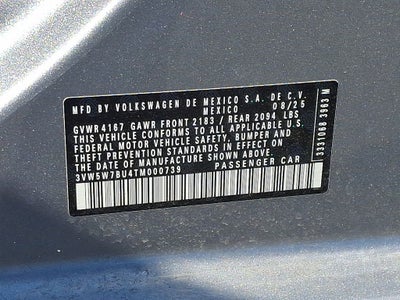 MFD BY VOLKSWAGEN DE MEXICO S.A. DE C.V.
MEXICO 08/25
GVWR 4167 GAWR FRONT 2183 / REAR 2094 LBS
THIS VEHICLE CONFORMS TO ALL APPLICABLE
FEDERAL MOTOR VEHICLE SAFETY, BUMPER AND
THEFT PREVENTION STANDARDS IN EFFECT ON
THE DATE OF MANUFACTURE SHOWN ABOVE.
3VW5W7BU4TM000739 PASSENGER CAR
3331068 3963 M